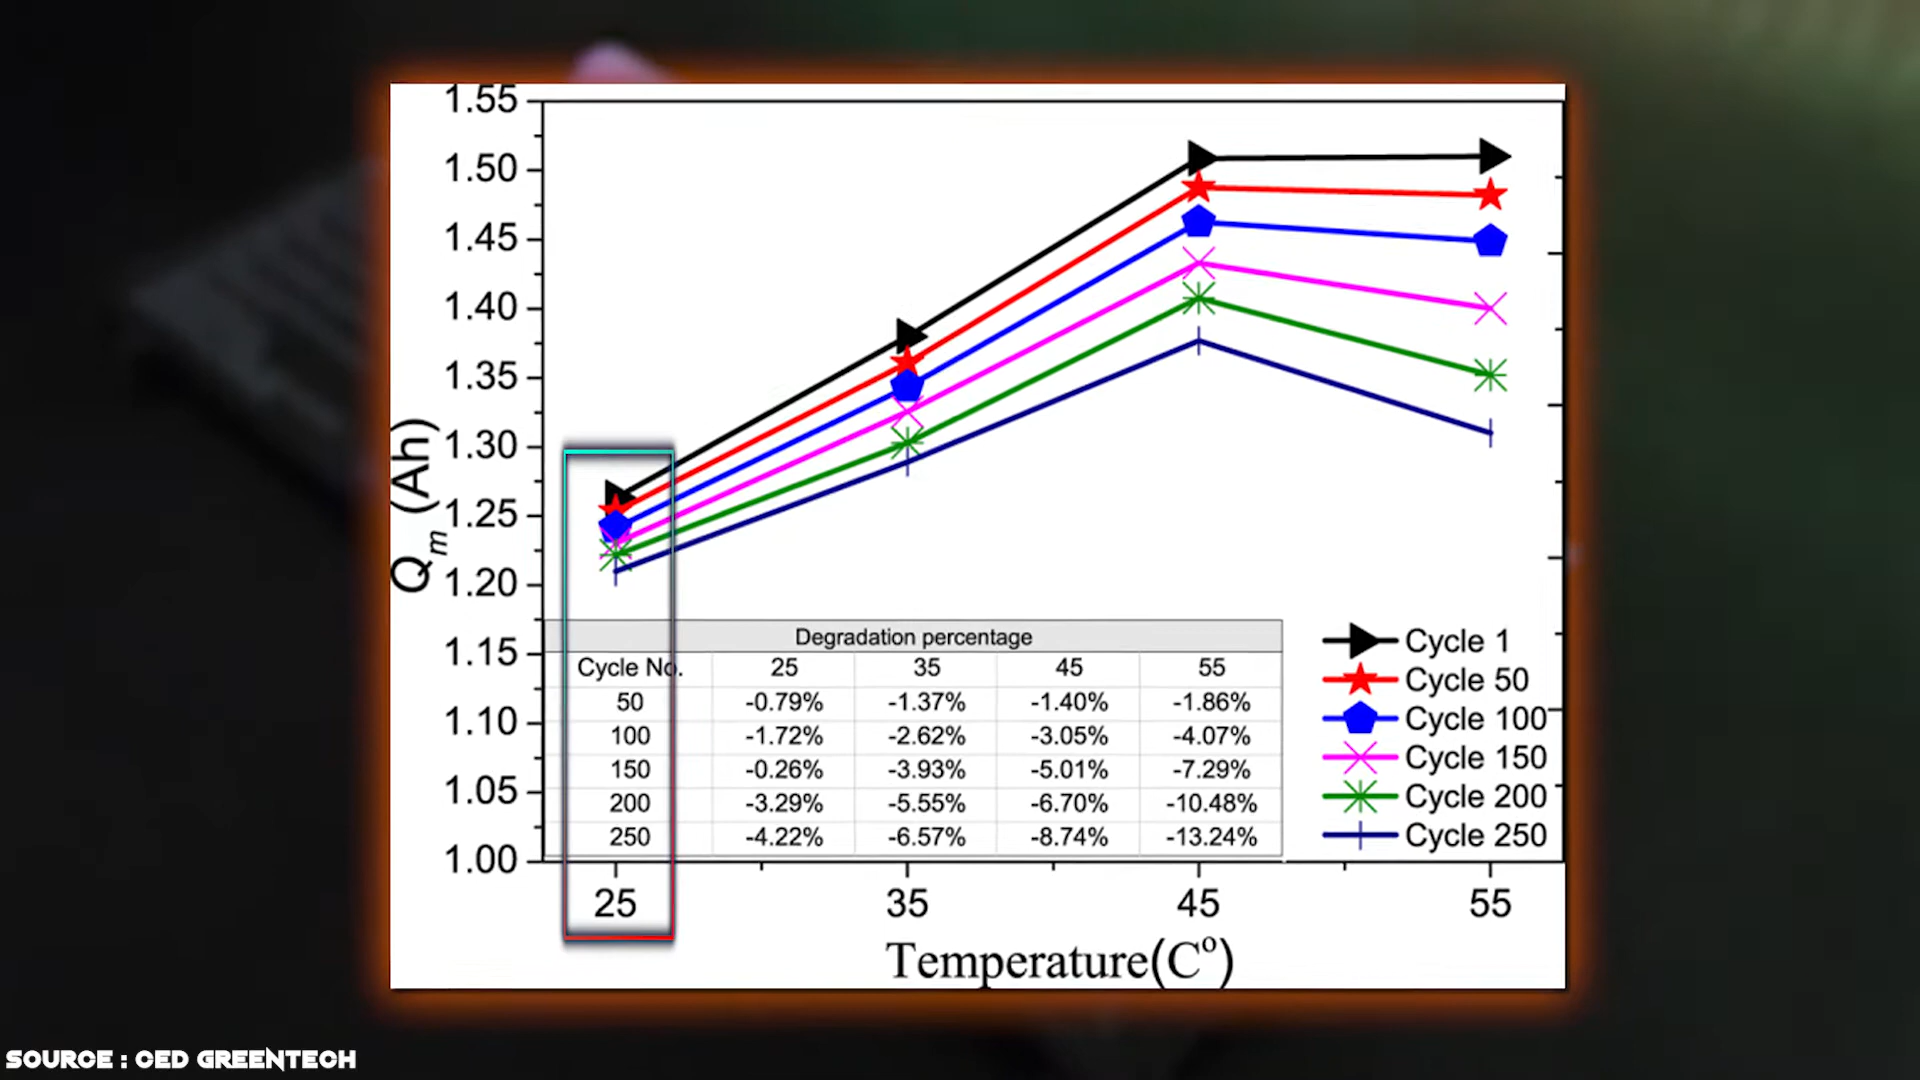 1.55
1.50
1.45
1.40
1.35
1.30
1.25
1.20
1.15
1.10
1.05
1.00
Qm (Ah)
Degradation percentage
Cycle No. 25 35 45 55
50 -0.79% -1.37% -1.40% -1.86%
100 -1.72% -2.62% -3.05% -4.07%
150 -0.26% -3.93% -5.01% -7.29%
200 -3.29% -5.55% -6.70% -10.48%
250 -4.22% -6.57% -8.74% -13.24%
Cycle 1
Cycle 50
Cycle 100
Cycle 150
Cycle 200
Cycle 250
25 35 45 55
Temperature(Cº)
SOURCE : CED GREENTECH